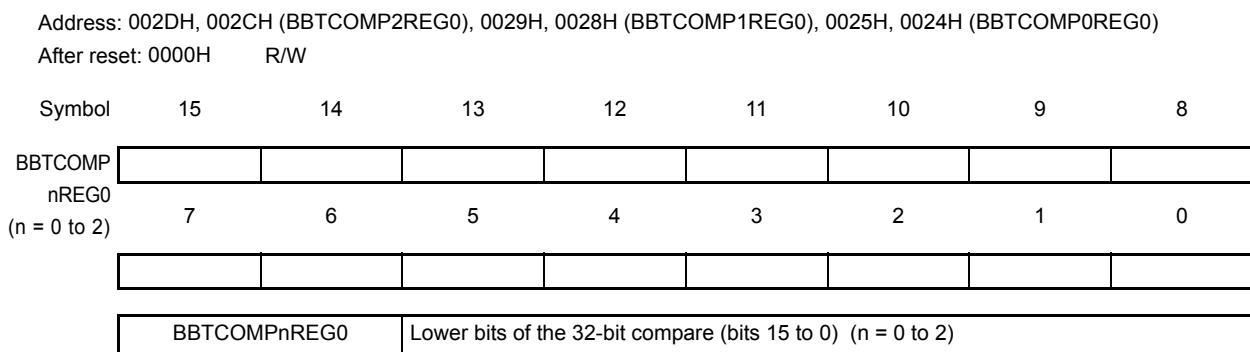 Address: 002DH, 002CH (BBTCOMP2REG0), 0029H, 0028H (BBTCOMP1REG0), 0025H, 0024H (BBTCOMP0REG0)
After reset: 0000H R/W
Symbol 15 14 13 12 11 10 9 8
BBTCOMP
nREG0
(n = 0 to 2) 7 6 5 4 3 2 1 0
BBTCOMPnREG0 Lower bits of the 32-bit compare (bits 15 to 0) (n = 0 to 2)